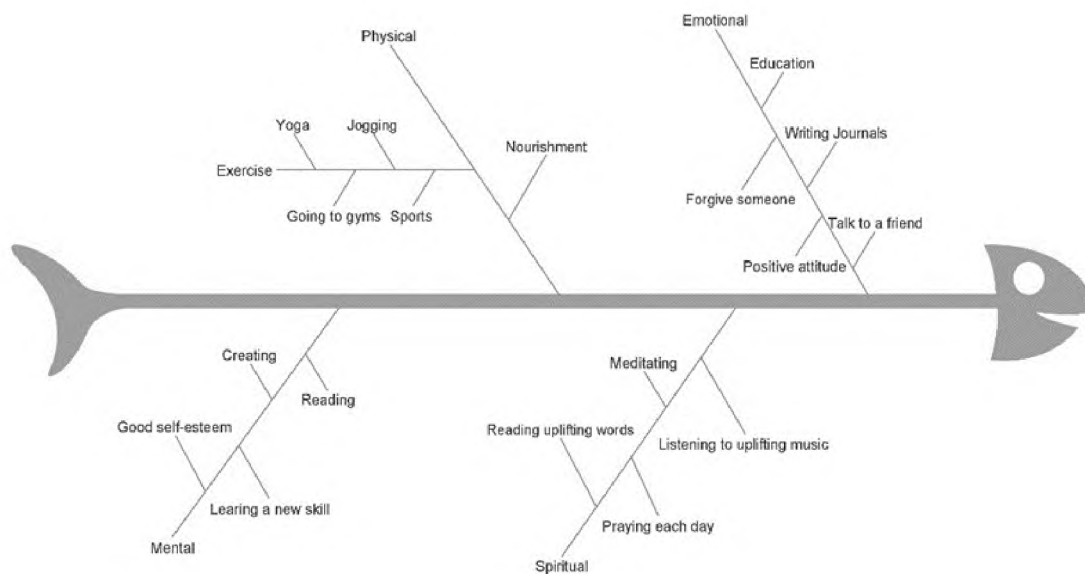 Emotional
Physical
Education
Yoga
Jogging
Writing Journals
Nourishment
Exercise
Forgive someone
Going to gyms
Sports
Talk to a friend
Positive attitude
Creating
Meditating
Reading
Good self-esteem
Reading uplifting words
Listening to uplifting music
Learing a new skill
Praying each day
Mental
Spiritual